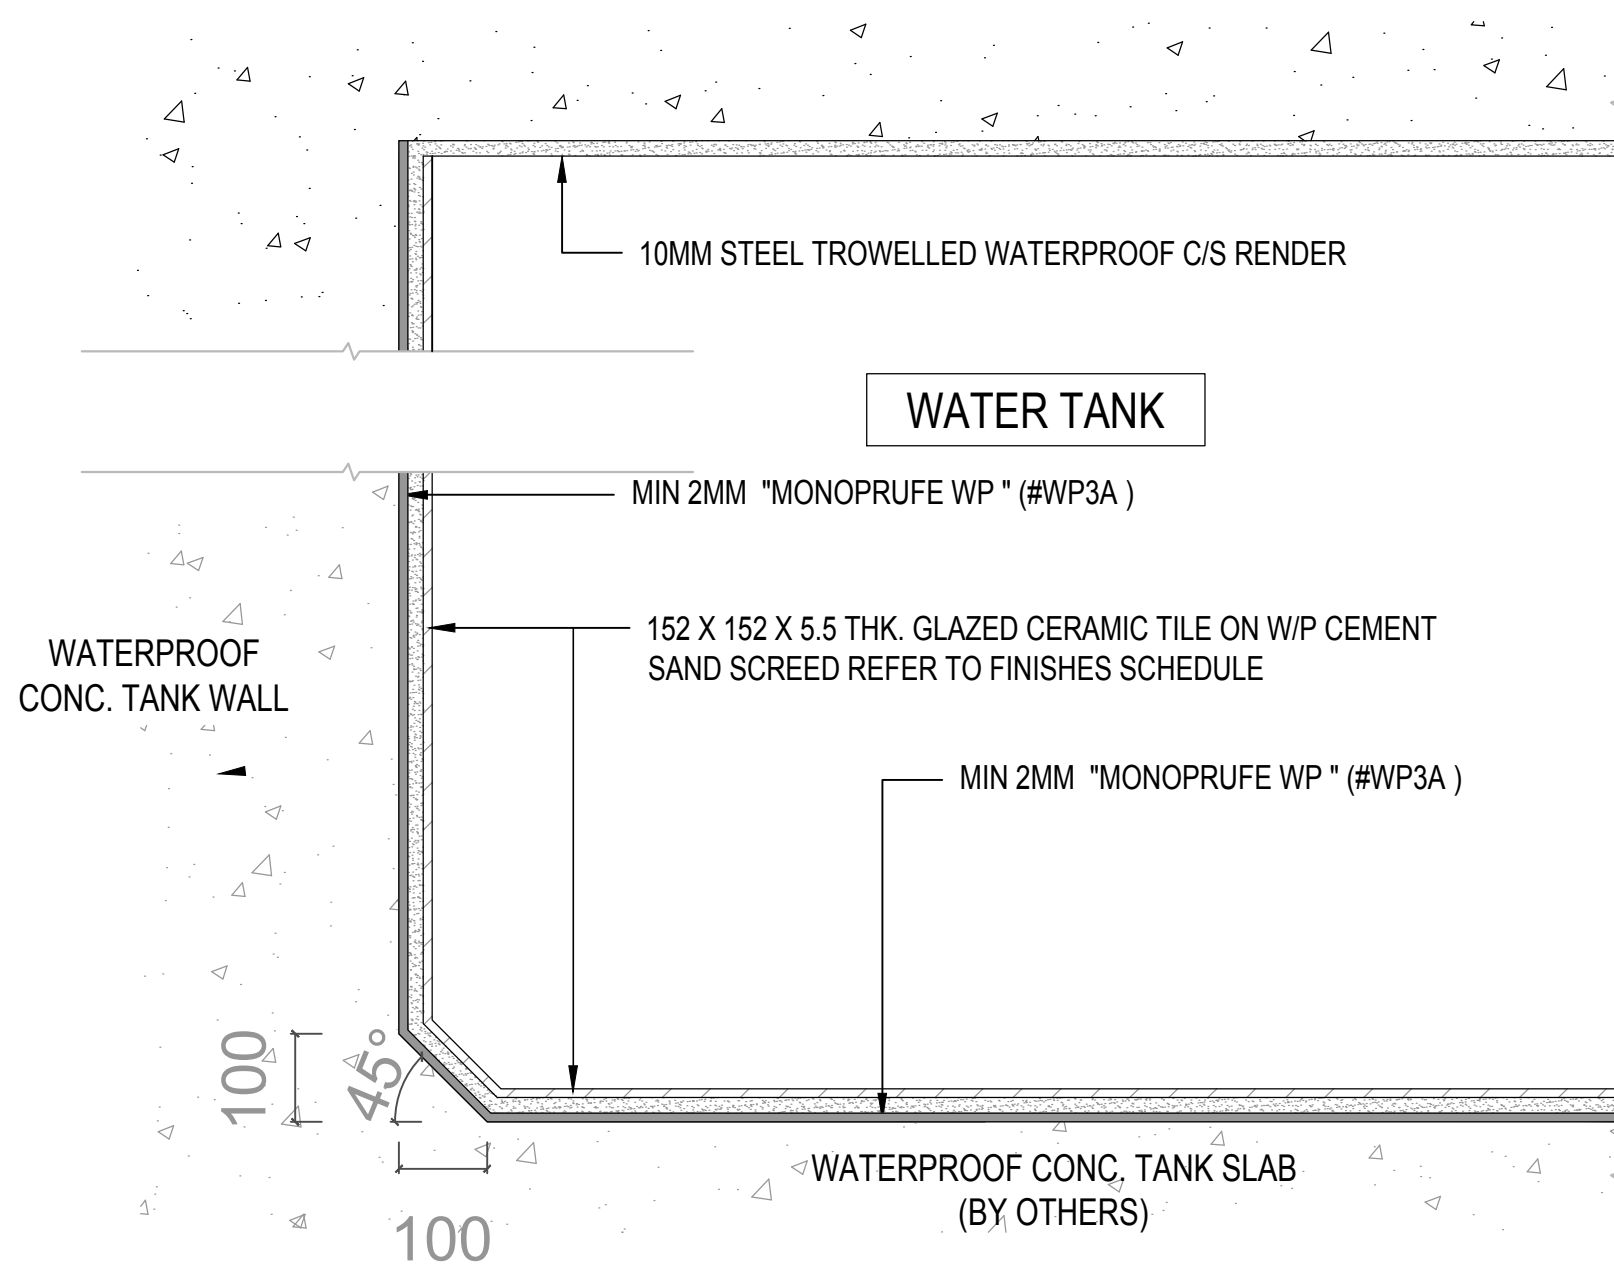 10MM STEEL TROWELLED WATERPROOF C/S RENDER
WATER TANK
MIN 2MM "MONOPRUFE WP " (#WP3A )
152 X 152 X 5.5 THK. GLAZED CERAMIC TILE ON W/P CEMENT
SAND SCREED REFER TO FINISHES SCHEDULE
WATERPROOF
CONC. TANK WALL
MIN 2MM "MONOPRUFE WP " (#WP3A )
100
45°
WATERPROOF CONC. TANK SLAB
(BY OTHERS)
100